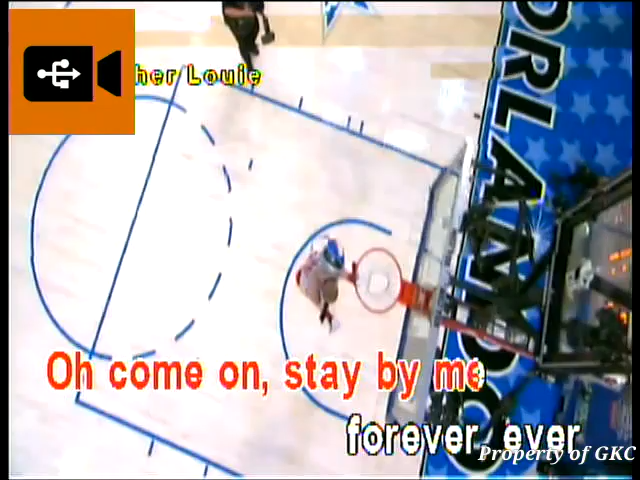 her Louie
ORLANDO
Oh come on, stay by me
forever, ever
Property of GKC